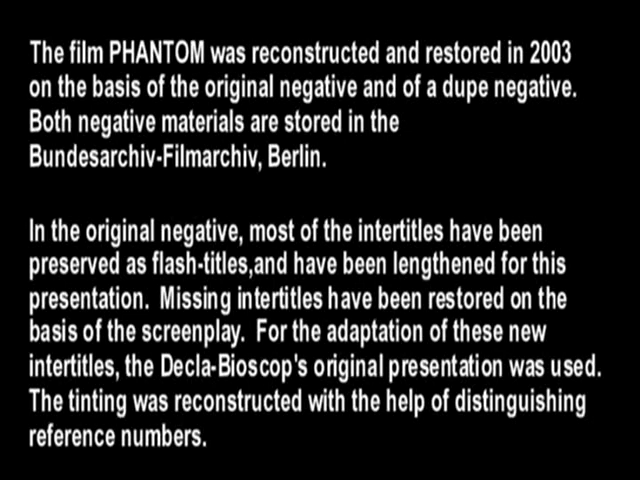 The film PHANTOM was reconstructed and restored in 2003
on the basis of the original negative and of a dupe negative.
Both negative materials are stored in the
Bundesarchiv-Filmarchiv, Berlin.
In the original negative, most of the intertitles have been
preserved as flash-titles,and have been lengthened for this
presentation.  Missing intertitles have been restored on the
basis of the screenplay.  For the adaptation of these new
intertitles, the Decla-Bioscop's original presentation was used.
The tinting was reconstructed with the help of distinguishing
reference numbers.